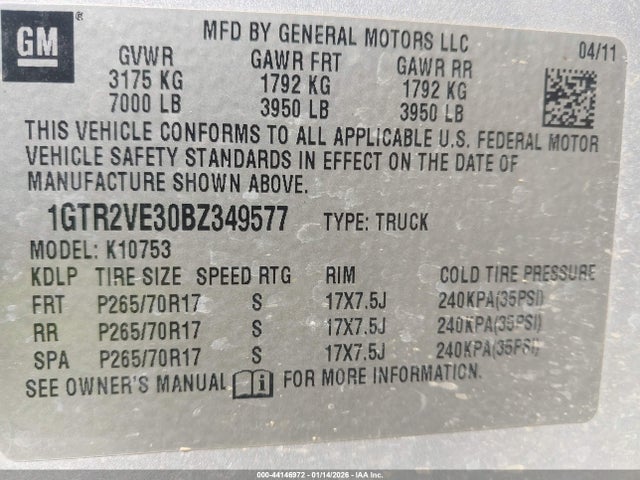 GM
MFD BY GENERAL MOTORS LLC
04/11
GVWR GAWR FRT GAWR RR
3175 KG 1792 KG 1792 KG
7000 LB 3950 LB 3950 LB
THIS VEHICLE CONFORMS TO ALL APPLICABLE U.S. FEDERAL MOTOR
VEHICLE SAFETY STANDARDS IN EFFECT ON THE DATE OF
MANUFACTURE SHOWN ABOVE.
1GTR2VE30BZ349577 TYPE: TRUCK
MODEL: K10753
KDLP TIRE SIZE SPEED RTG RIM COLD TIRE PRESSURE
FRT P265/70R17 S 17X7.5J 240KPA(35PSI)
RR P265/70R17 S 17X7.5J 240KPA(35PSI)
SPA P265/70R17 S 17X7.5J 240KPA(35PSI)
SEE OWNER'S MANUAL FOR MORE INFORMATION.
000-44146972 - 01/14/2026 - IAA Inc.